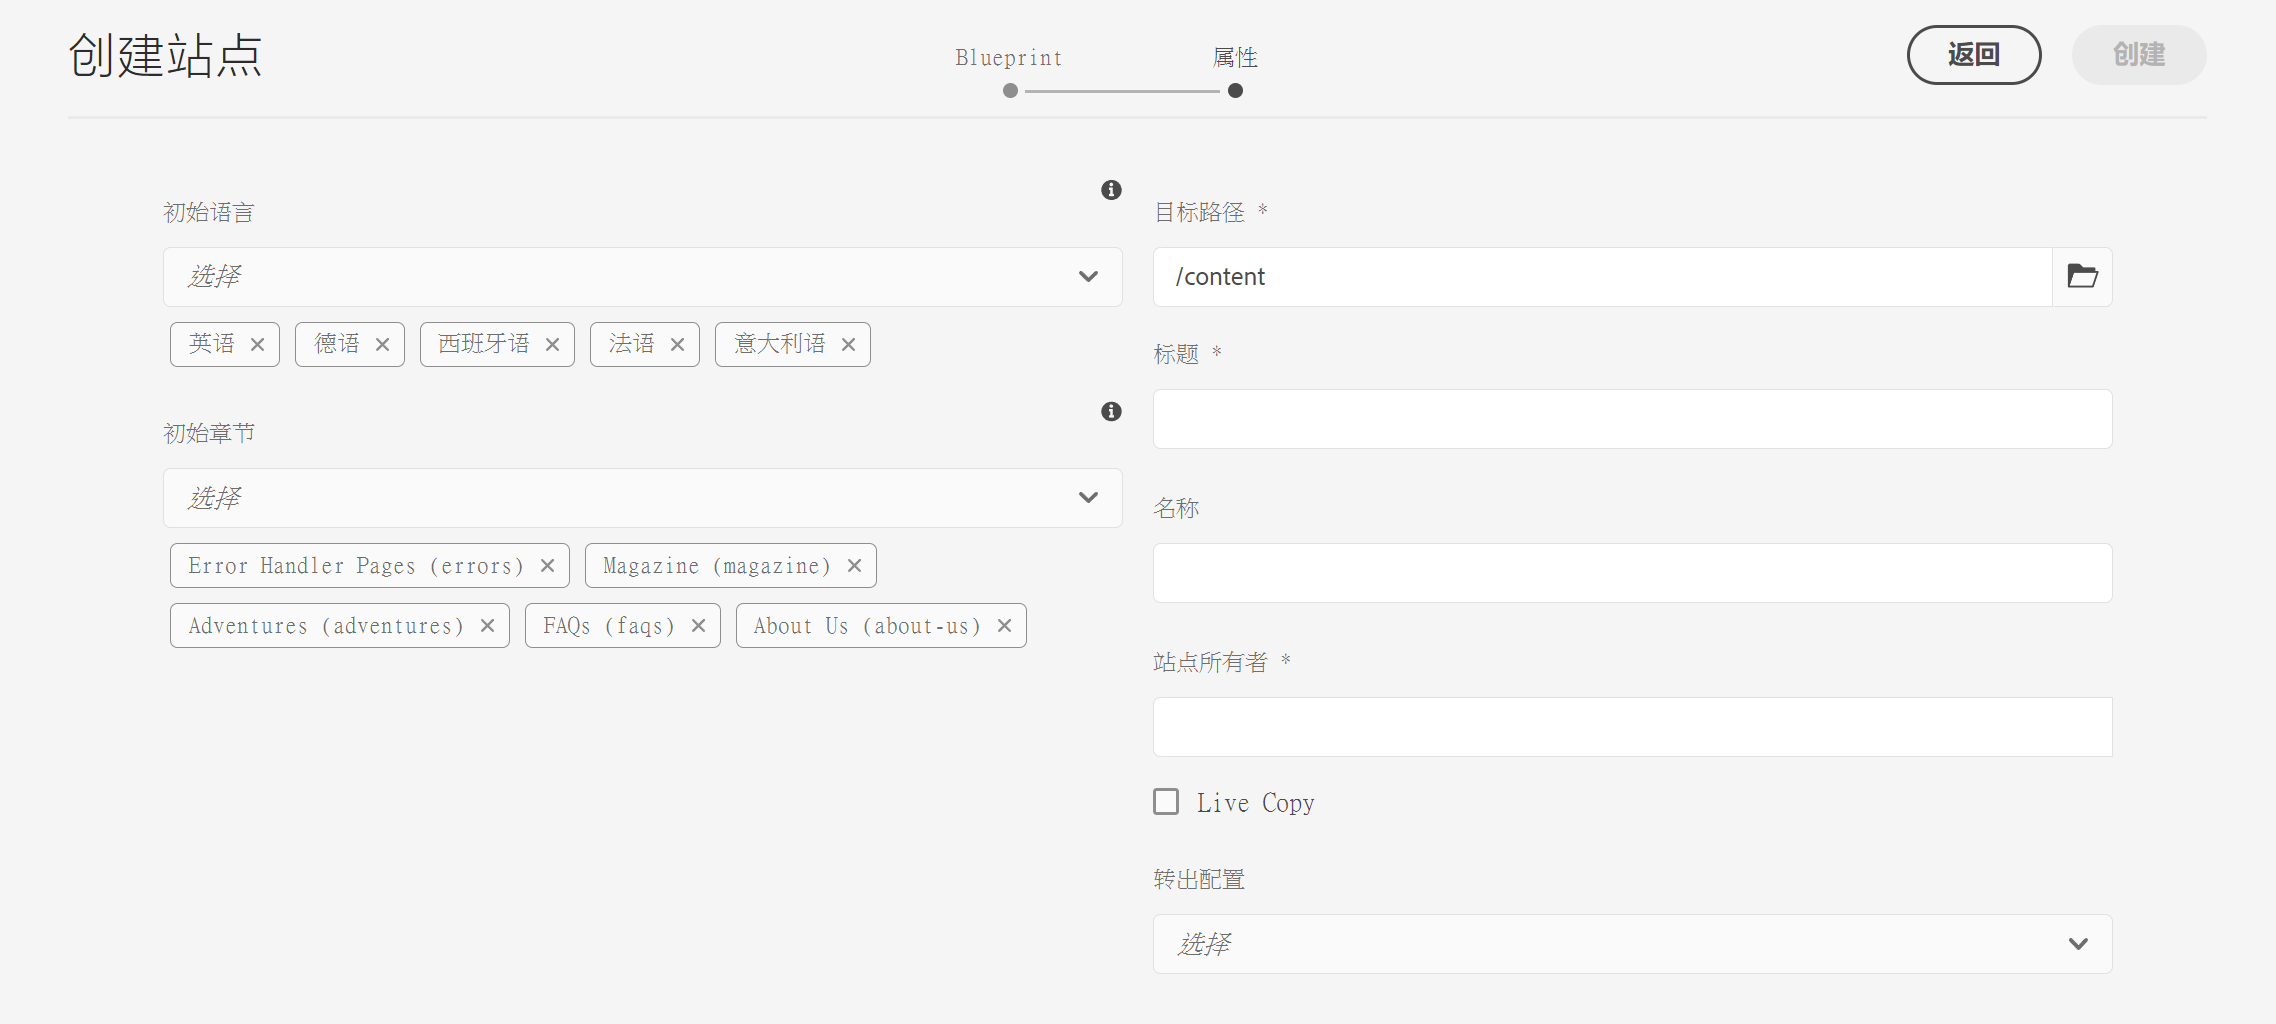 创建站点
Blueprint
属性
返回
创建
初始语言
选择
英语
德语
西班牙语
法语
意大利语
初始章节
选择
Error Handler Pages (errors)
Magazine (magazine)
Adventures (adventures)
FAQs (faqs)
About Us (about-us)
目标路径 *
/content
标题 *
名称
站点所有者 *
Live Copy
转出配置
选择